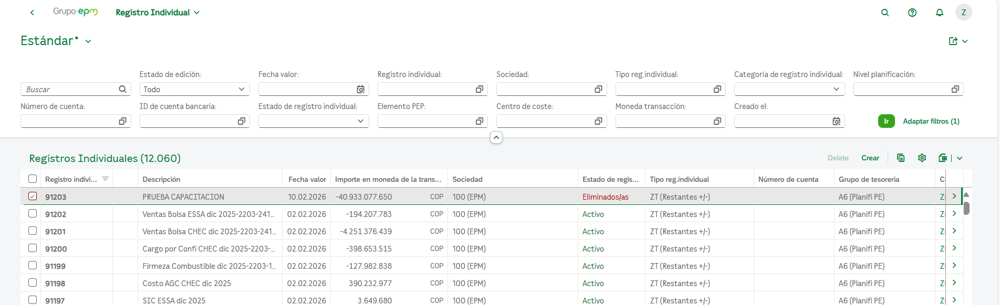 Grupo·epm Registro Individual Z
Estándar*
Estado de edición: Fecha valor: Registro individual: Sociedad: Tipo reg.individual: Categoría de registro individual: Nivel planificación:
Buscar Todo
Número de cuenta: ID de cuenta bancaria: Estado de registro individual: Elemento PEP: Centro de coste: Moneda transacción: Creado el:
Ir Adaptar filtros (1)
Registros Individuales (12.060) Delete Crear
Registro indivi... Descripción Fecha valor Importe en moneda de la trans... Sociedad Estado de regis... Tipo reg.individual Número de cuenta Grupo de tesorería C
91203 PRUEBA CAPACITACION 10.02.2026 -40.933.077.650 COP 100 (EPM) Eliminados/as ZT (Restantes +/-) A6 (Planifi PE) Z
91202 Ventas Bolsa ESSA dic 2025-2203-241... 02.02.2026 -194.207.783 COP 100 (EPM) Activo ZT (Restantes +/-) A6 (Planifi PE) Z
91201 Ventas Bolsa CHEC dic 2025-2203-241... 02.02.2026 -4.251.376.439 COP 100 (EPM) Activo ZT (Restantes +/-) A6 (Planifi PE) Z
91200 Cargo por Confi CHEC dic 2025-2203-... 02.02.2026 -398.653.515 COP 100 (EPM) Activo ZT (Restantes +/-) A6 (Planifi PE) Z
91199 Firmeza Combustible dic 2025-2203-1... 02.02.2026 -127.982.838 COP 100 (EPM) Activo ZT (Restantes +/-) A6 (Planifi PE) Z
91198 Costo AGC CHEC dic 2025 02.02.2026 390.232.977 COP 100 (EPM) Activo ZT (Restantes +/-) A6 (Planifi PE) Z
91197 SIC ESSA dic 2025 02.02.2026 3.649.680 COP 100 (EPM) Activo ZT (Restantes +/-) A6 (Planifi PE) Z